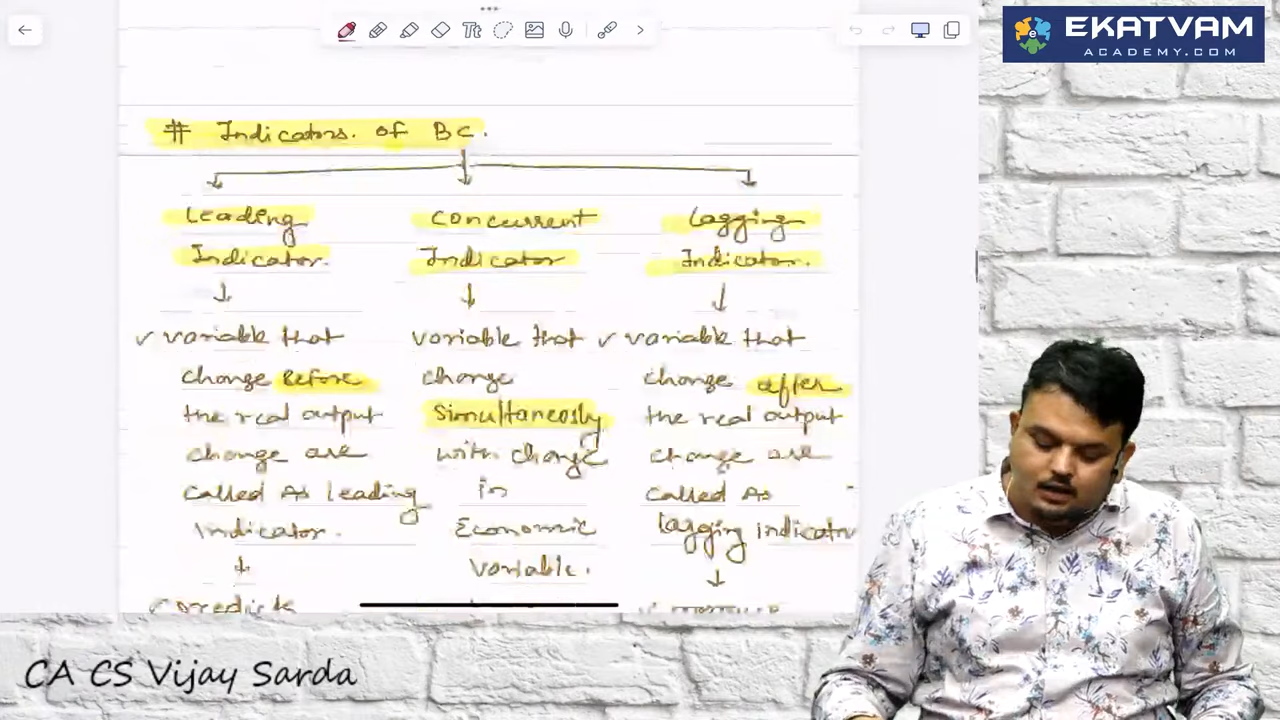 EKATVAM
ACADEMY.COM
# Indicators. of BC.
Leading
Indicator.
variable that
change Before
the real output
change are
called As leading
Indicator.
predicts
concurrent
Indicator
variable that
change
simultaneosly
with change
in
Economic
variable.
lagging
Indicator.
variable that
change after
the real output
change are
called As
lagging indicator
CA CS Vijay Sarda